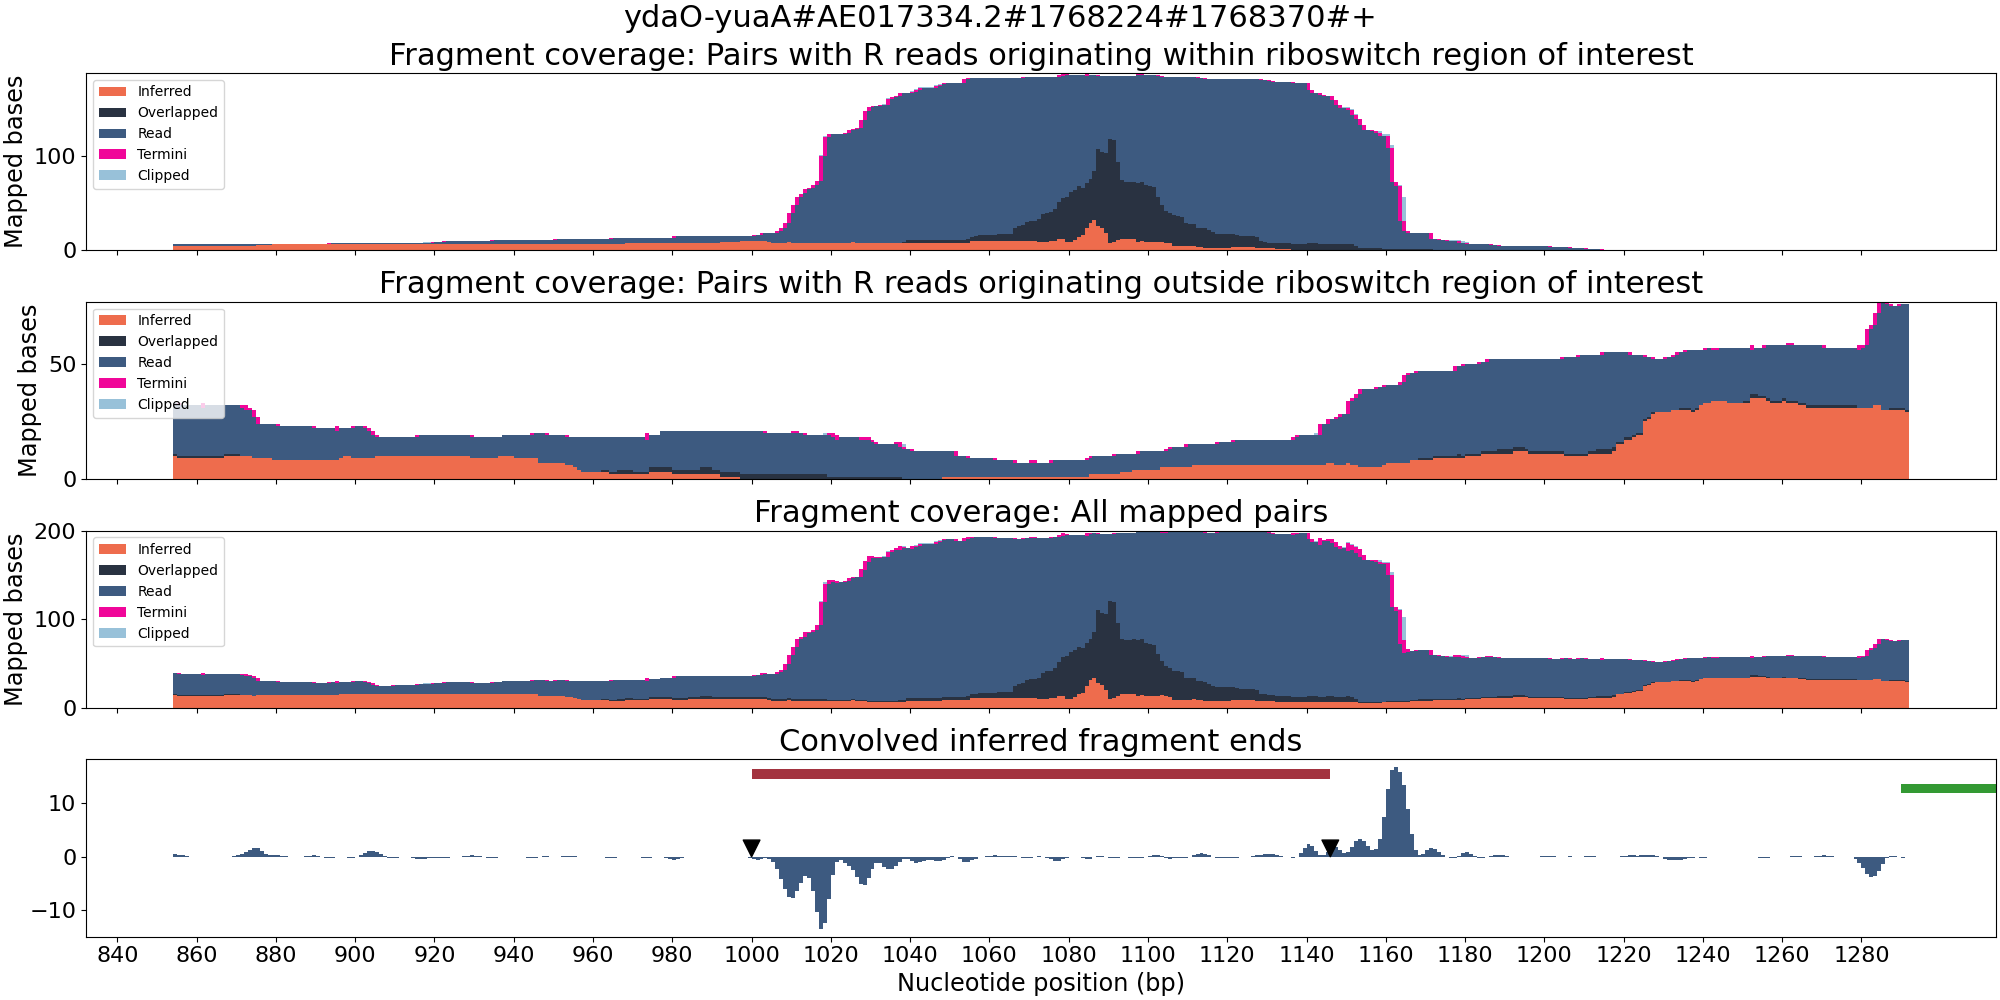 ydaO-yuaA#AE017334.2#1768224#1768370#+
Fragment coverage: Pairs with R reads originating within riboswitch region of interest
Mapped bases
100
0
Inferred
Overlapped
Read
Termini
Clipped
Fragment coverage: Pairs with R reads originating outside riboswitch region of interest
Mapped bases
50
0
Inferred
Overlapped
Read
Termini
Clipped
Fragment coverage: All mapped pairs
Mapped bases
200
100
0
Inferred
Overlapped
Read
Termini
Clipped
Convolved inferred fragment ends
10
0
−10
840 860 880 900 920 940 960 980 1000 1020 1040 1060 1080 1100 1120 1140 1160 1180 1200 1220 1240 1260 1280
Nucleotide position (bp)